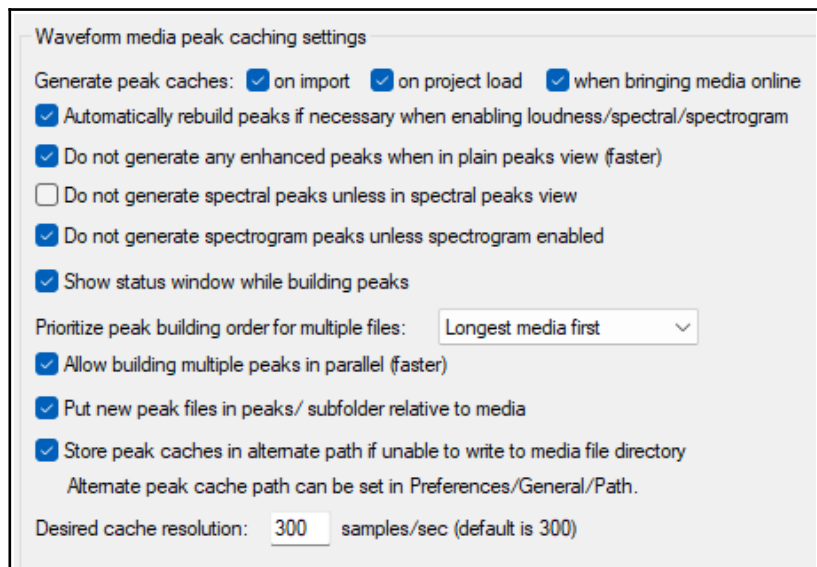 Waveform media peak caching settings
Generate peak caches: on import on project load when bringing media online
Automatically rebuild peaks if necessary when enabling loudness/spectral/spectrogram
Do not generate any enhanced peaks when in plain peaks view (faster)
Do not generate spectral peaks unless in spectral peaks view
Do not generate spectrogram peaks unless spectrogram enabled
Show status window while building peaks
Prioritize peak building order for multiple files: Longest media first
Allow building multiple peaks in parallel (faster)
Put new peak files in peaks/ subfolder relative to media
Store peak caches in alternate path if unable to write to media file directory
Alternate peak cache path can be set in Preferences/General/Path.
Desired cache resolution: 300 samples/sec (default is 300)